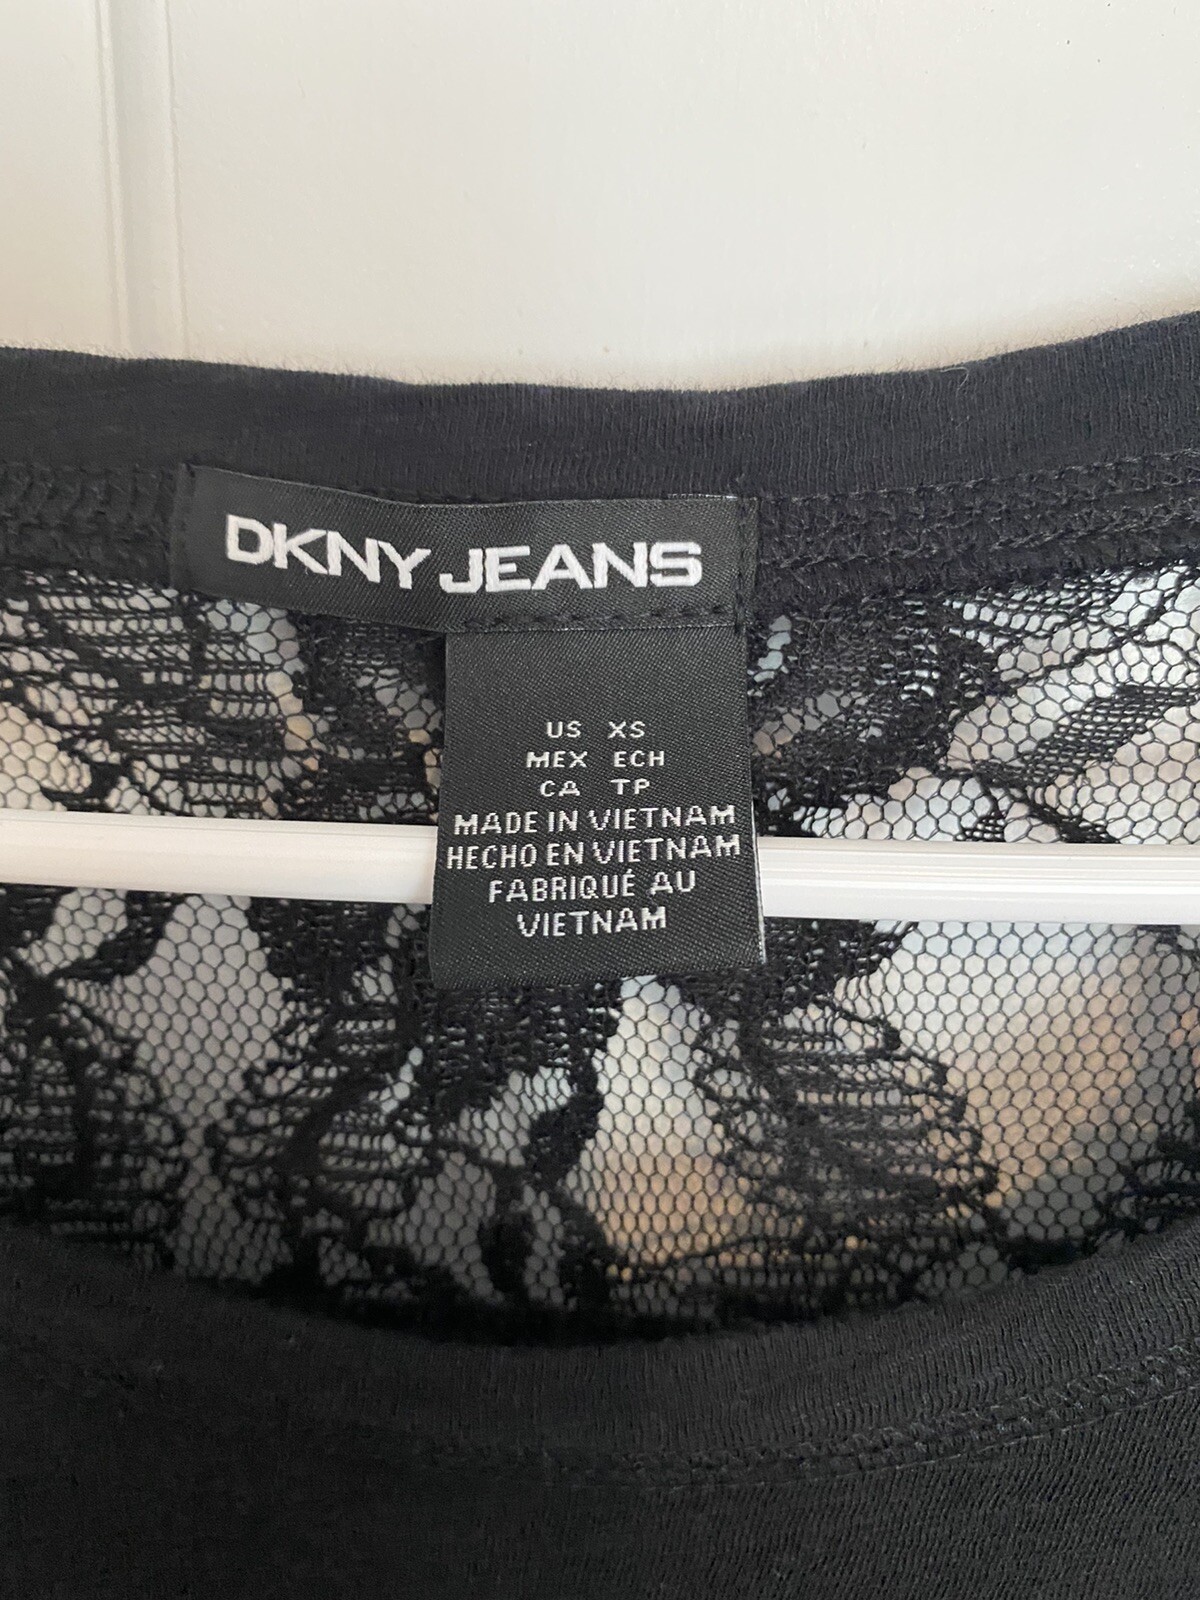 DKNY JEANS
US XS
MEX ECH
CA TP
MADE IN VIETNAM
HECHO EN VIETNAM
FABRIQUÉ AU
VIETNAM